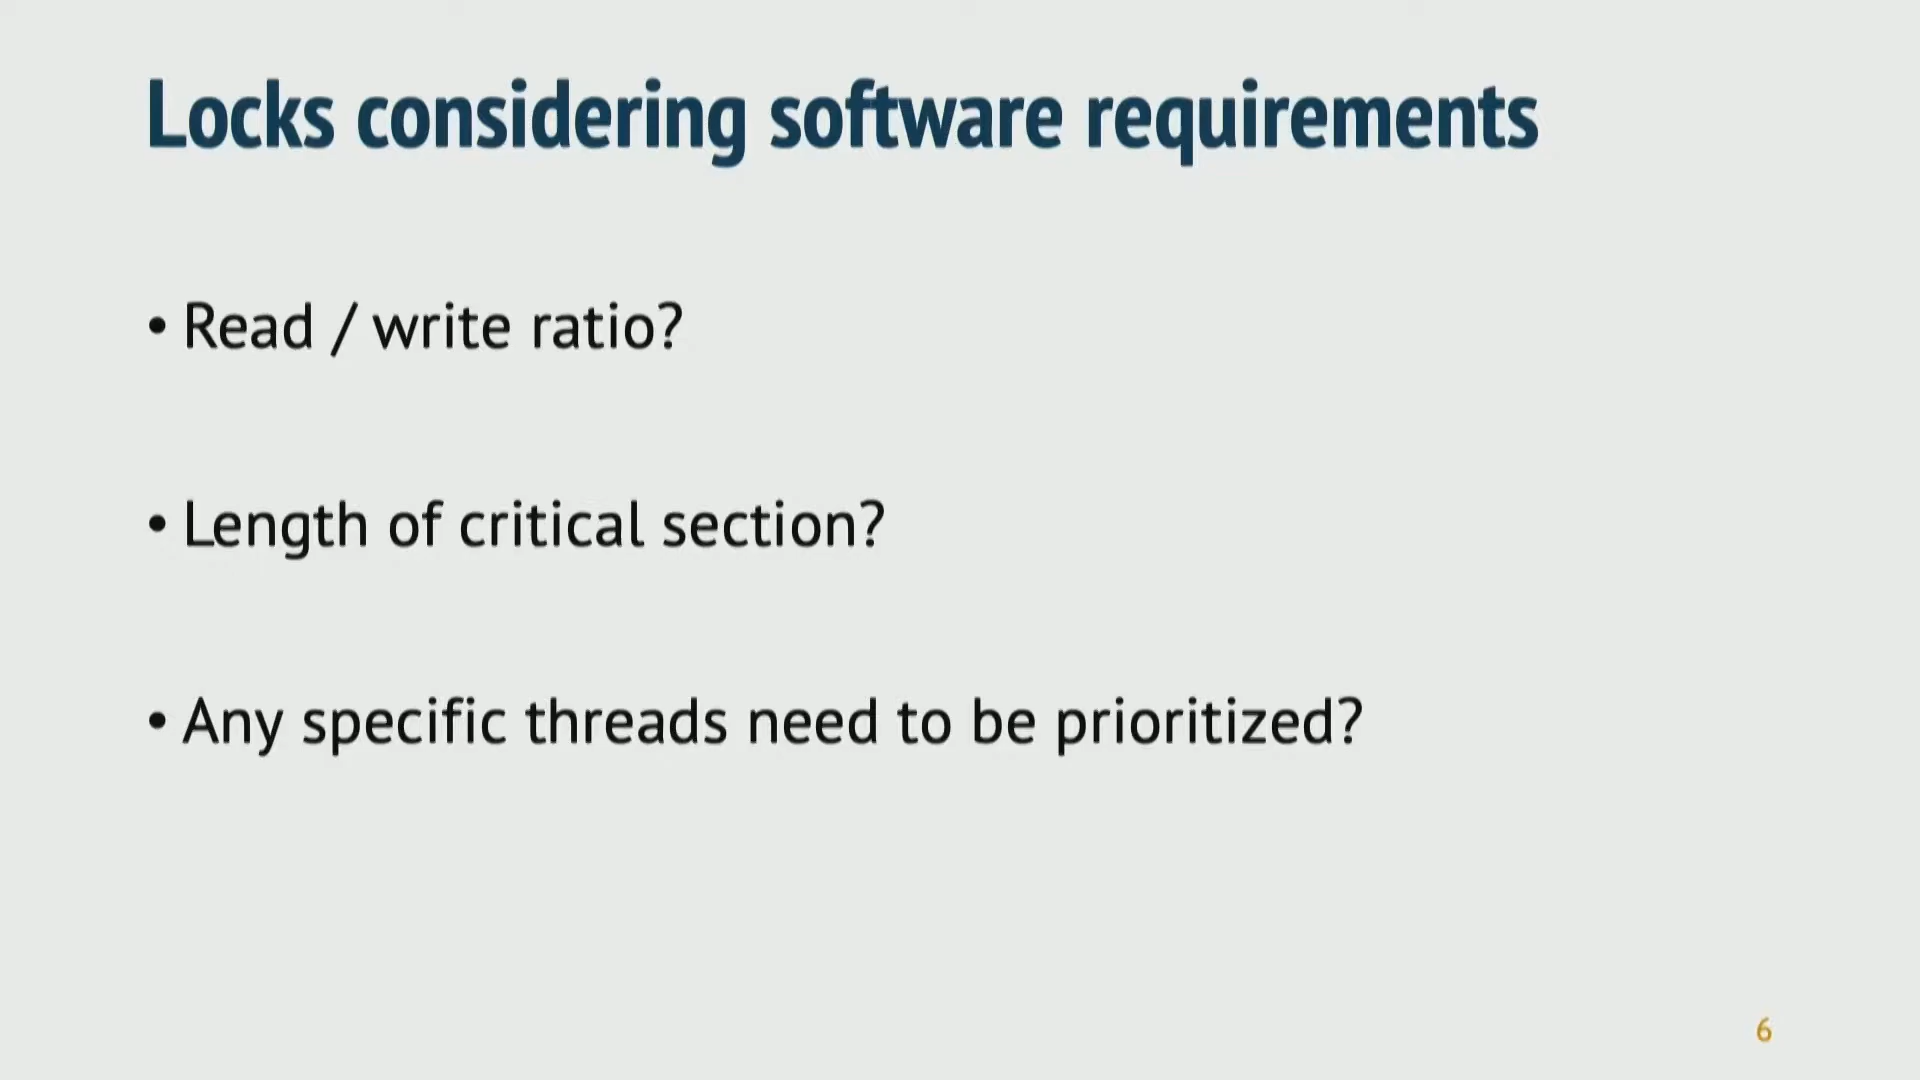 Locks considering software requirements
• Read / write ratio?
• Length of critical section?
• Any specific threads need to be prioritized?
6